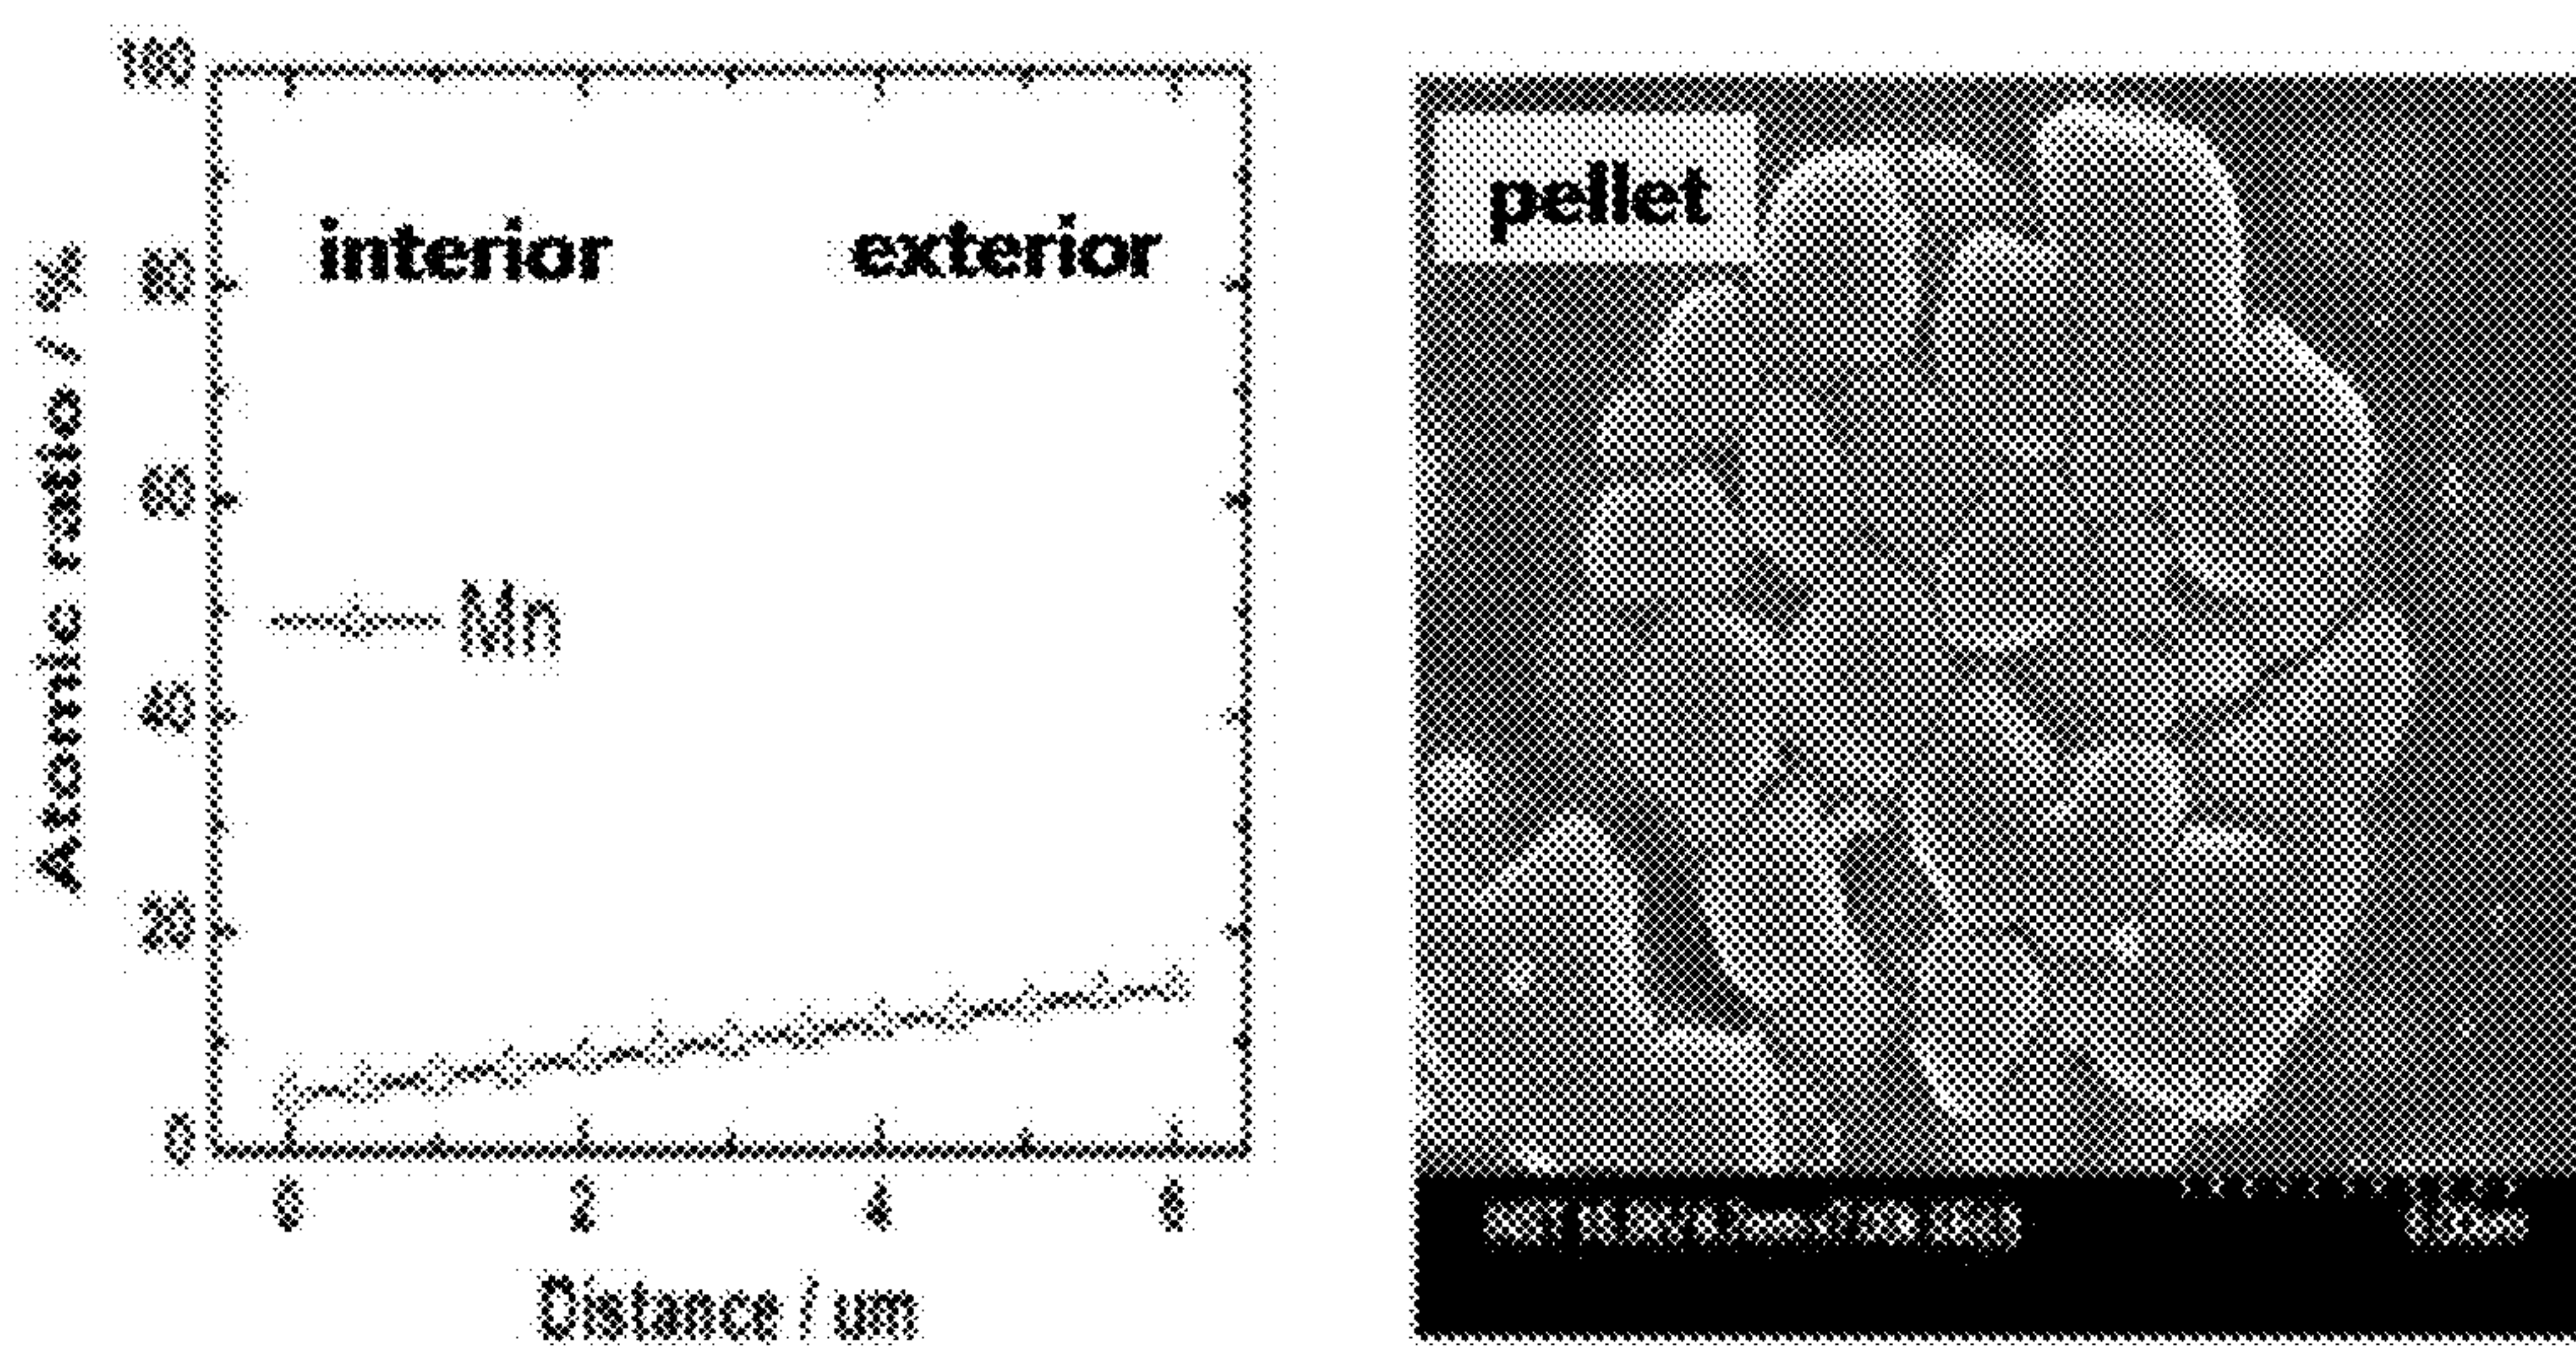 100
80
60
40
20
0
Atomic ratio / %
interior
exterior
Mn
0
2
4
6
Distance / um
pellet